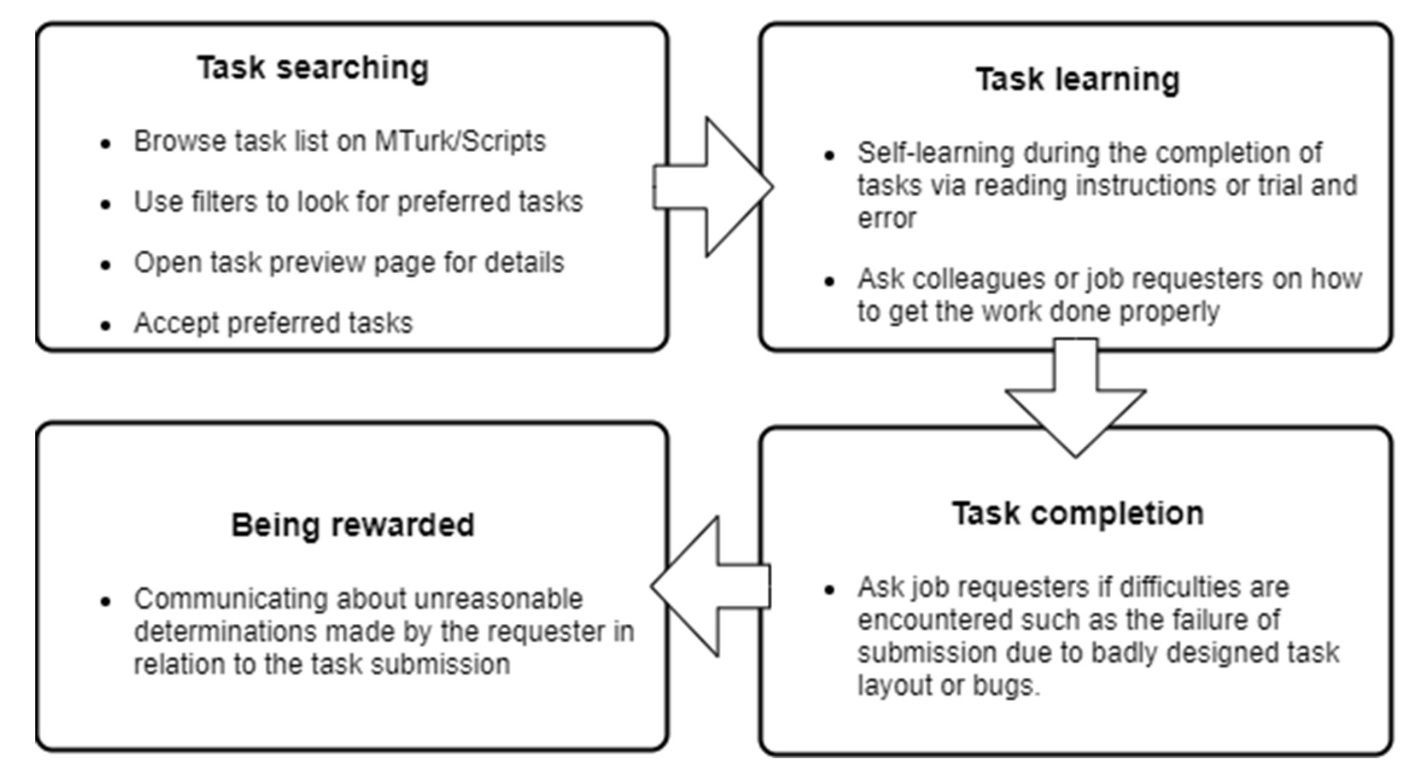 Task searching
• Browse task list on MTurk/Scripts
• Use filters to look for preferred tasks
• Open task preview page for details
• Accept preferred tasks
Task learning
• Self-learning during the completion of
tasks via reading instructions or trial and
error
• Ask colleagues or job requesters on how
to get the work done properly
Task completion
• Ask job requesters if difficulties are
encountered such as the failure of
submission due to badly designed task
layout or bugs.
Being rewarded
• Communicating about unreasonable
determinations made by the requester in
relation to the task submission